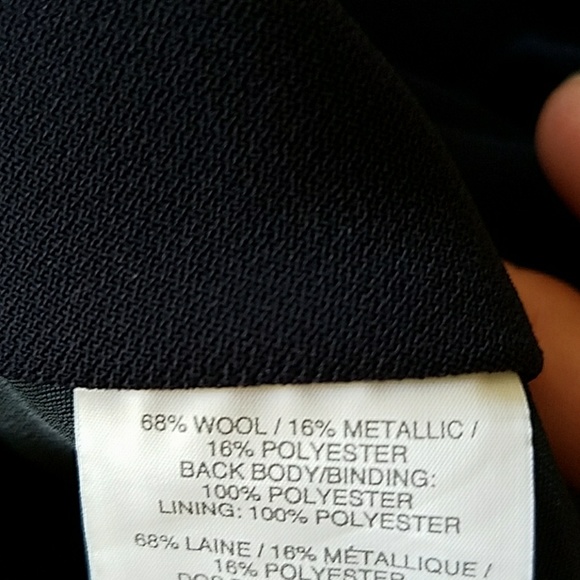 68% WOOL / 16% METALLIC /
16% POLYESTER
BACK BODY/BINDING:
100% POLYESTER
LINING: 100% POLYESTER
68% LAINE / 16% MÉTALLIQUE /
16% POLYESTER